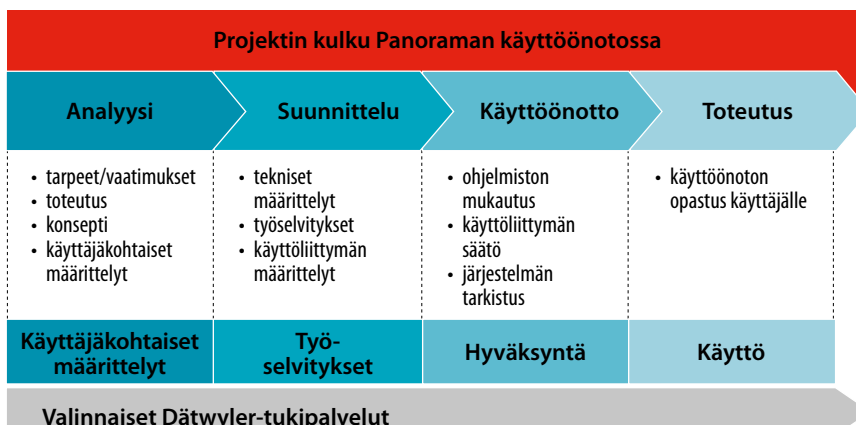 Projektin kulku Panoraman käyttöönotossa
Analyysi
Suunnittelu
Käyttöönotto
Toteutus
• tarpeet/vaatimukset
• toteutus
• konsepti
• käyttäjäkohtaiset
määrittelyt
• tekniset
määrittelyt
• työselvitykset
• käyttöliittymän
määrittelyt
• ohjelmiston
mukautus
• käyttöliittymän
säätö
• järjestelmän
tarkistus
• käyttöönoton
opastus käyttäjälle
Käyttäjäkohtaiset
määrittelyt
Työ-
selvitykset
Hyväksyntä
Käyttö
Valinnaiset Dätwyler-tukipalvelut